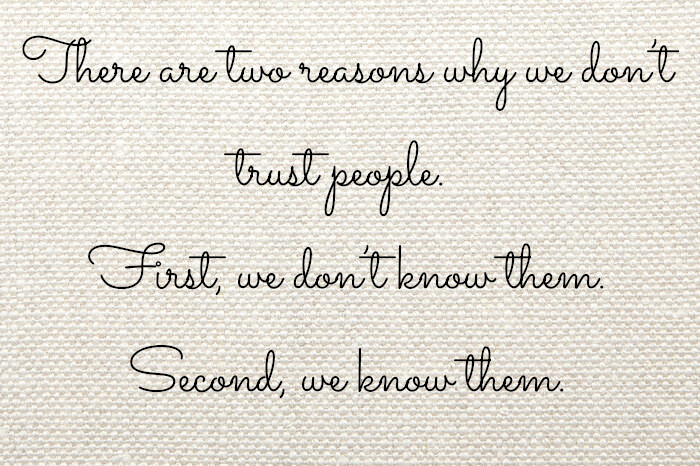 There are two reasons why we don't
trust people.
First, we don't know them.
Second, we know them.